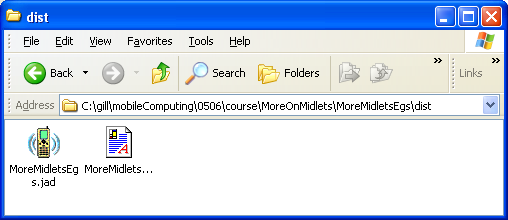 dist
File Edit View Favorites Tools Help »
Back Search Folders Links »
Address C:\gill\mobileComputing\0506\course\MoreOnMidlets\MoreMidletsEgs\dist
MoreMidletsEg
s.jad
MoreMidlets...